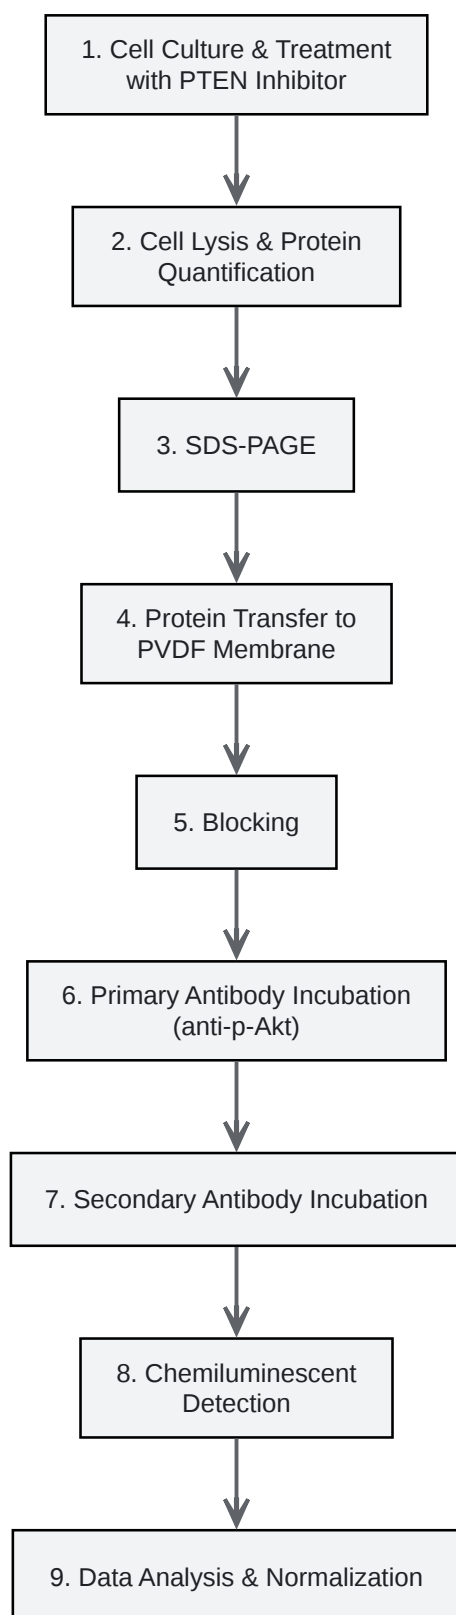 1. Cell Culture & Treatment
with PTEN Inhibitor
2. Cell Lysis & Protein
Quantification
3. SDS-PAGE
4. Protein Transfer to
PVDF Membrane
5. Blocking
6. Primary Antibody Incubation
(anti-p-Akt)
7. Secondary Antibody Incubation
8. Chemiluminescent
Detection
9. Data Analysis & Normalization